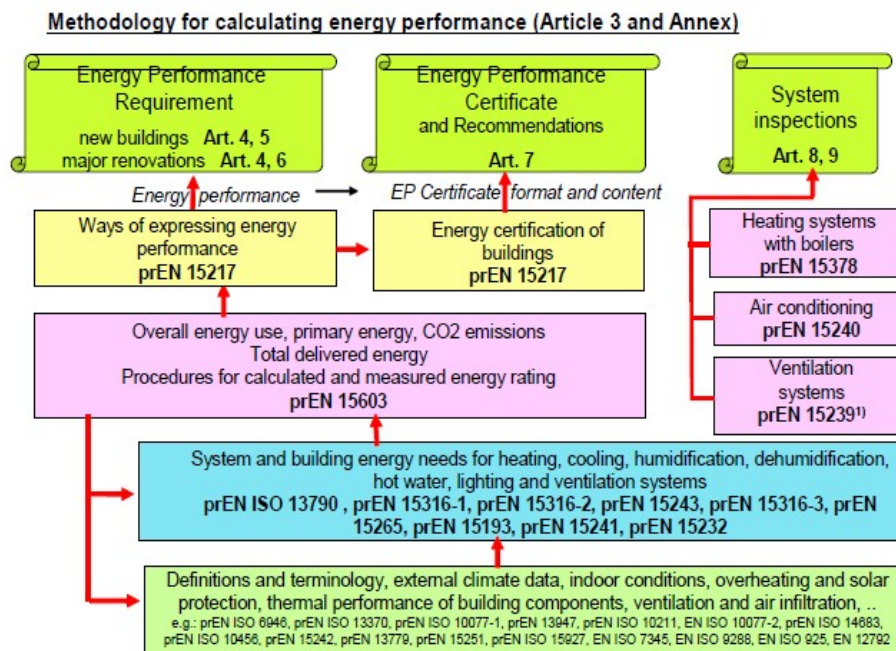 Methodology for calculating energy performance (Article 3 and Annex)
Energy Performance
Requirement
new buildings Art. 4, 5
major renovations Art. 4, 6
Energy Performance
Certificate
and Recommendations
Art. 7
System
inspections
Art. 8, 9
Energy performance
EP Certificate format and content
Ways of expressing energy
performance
prEN 15217
Energy certification of
buildings
prEN 15217
Heating systems
with boilers
prEN 15378
Air conditioning
prEN 15240
Ventilation
systems
prEN 15239¹⁾
Overall energy use, primary energy, CO2 emissions
Total delivered energy
Procedures for calculated and measured energy rating
prEN 15603
System and building energy needs for heating, cooling, humidification, dehumidification,
hot water, lighting and ventilation systems
prEN ISO 13790 , prEN 15316-1, prEN 15316-2, prEN 15243, prEN 15316-3, prEN
15265, prEN 15193, prEN 15241, prEN 15232
Definitions and terminology, external climate data, indoor conditions, overheating and solar
protection, thermal performance of building components, ventilation and air infiltration, ..
e.g.: prEN ISO 6946, prEN ISO 13370, prEN ISO 10077-1, prEN 13947, prEN ISO 10211, EN ISO 10077-2, prEN ISO 14683,
prEN ISO 10456, prEN 15242, prEN 13779, prEN 15251, prEN ISO 15927, EN ISO 7345, EN ISO 9288, EN ISO 925, EN 12792